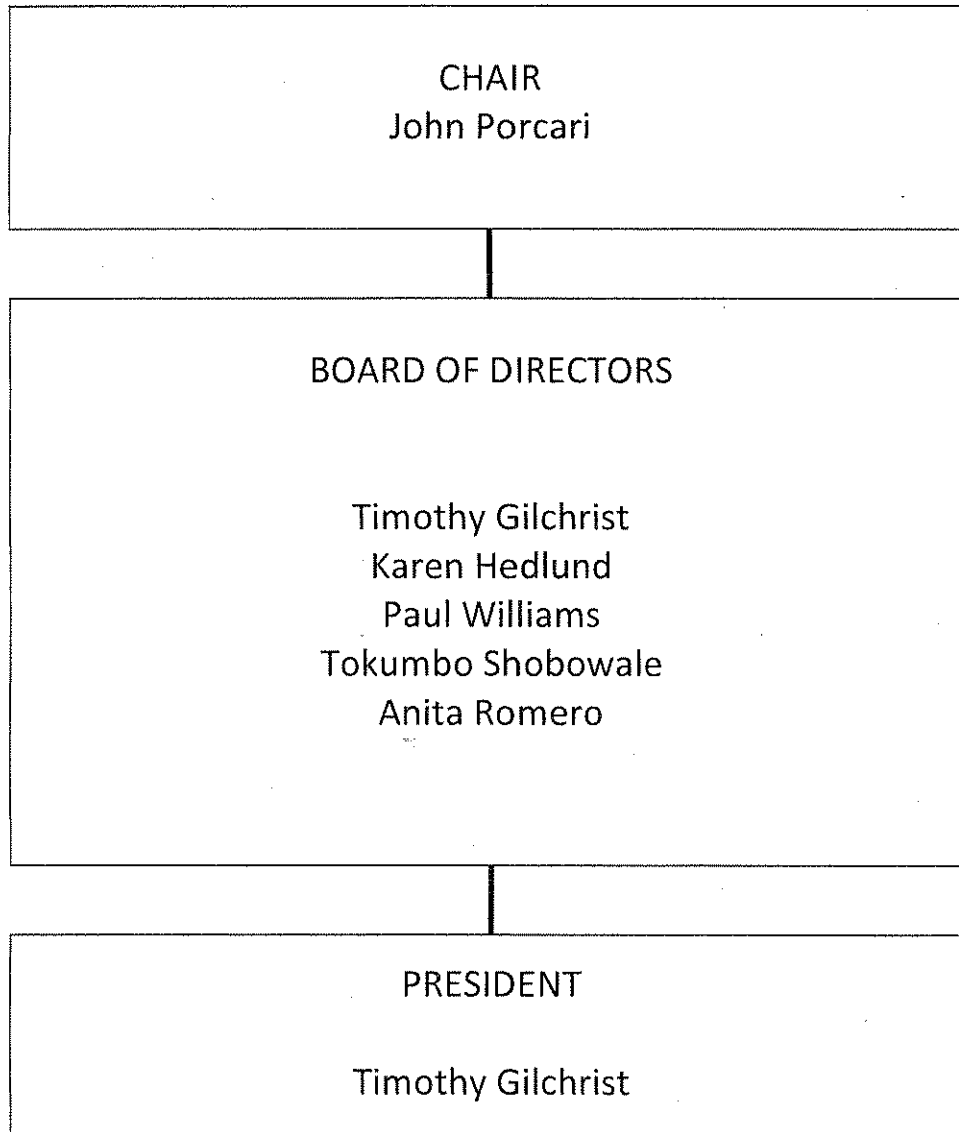 CHAIR
John Porcari
BOARD OF DIRECTORS
Timothy Gilchrist
Karen Hedlund
Paul Williams
Tokumbo Shobowale
Anita Romero
PRESIDENT
Timothy Gilchrist